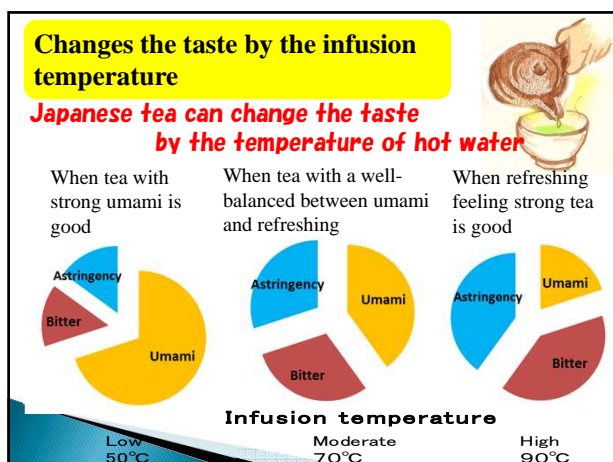 Changes the taste by the infusion
temperature
Japanese tea can change the taste
by the temperature of hot water
When tea with
strong umami is
good
When tea with a well-
balanced between umami
and refreshing
When refreshing
feeling strong tea
is good
Astringency
Bitter
Umami
Astringency
Umami
Bitter
Astringency
Umami
Bitter
Infusion temperature
Low
50℃
Moderate
70℃
High
90℃